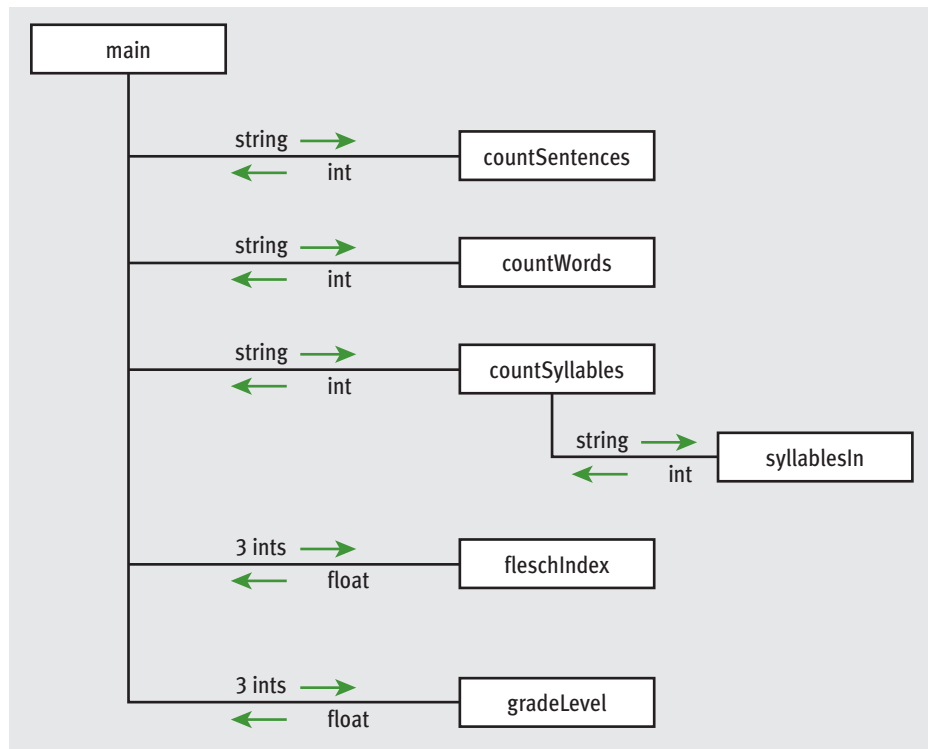 main
string
countSentences
int
string
countWords
int
string
countSyllables
int
string
syllablesIn
int
3 ints
fleschIndex
float
3 ints
gradeLevel
float